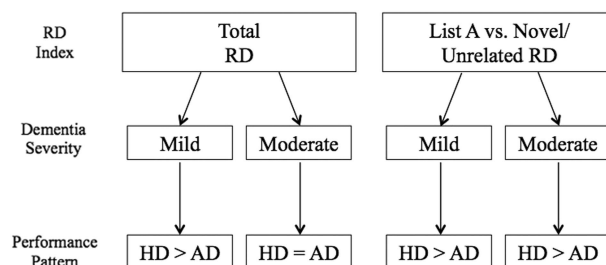 RD
Index
Total
RD
List A vs. Novel/
Unrelated RD
Dementia
Severity
Mild
Moderate
Mild
Moderate
Performance
Pattern
HD > AD
HD = AD
HD > AD
HD > AD